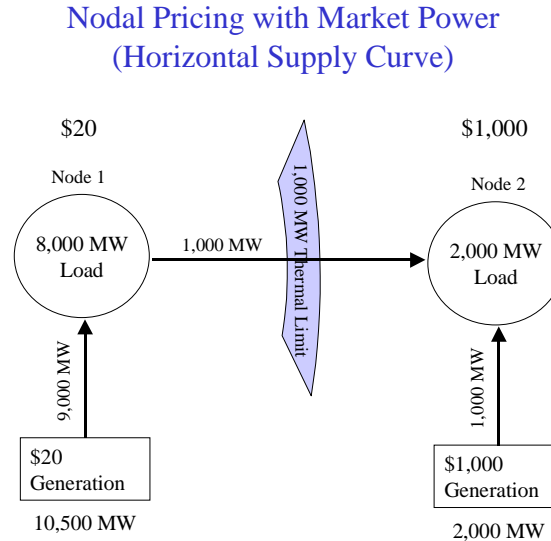 Nodal Pricing with Market Power
(Horizontal Supply Curve)
$20
$1,000
Node 1
Node 2
8,000 MW
Load
1,000 MW
1,000 MW Thermal Limit
2,000 MW
Load
9,000 MW
1,000 MW
$20
Generation
$1,000
Generation
10,500 MW
2,000 MW